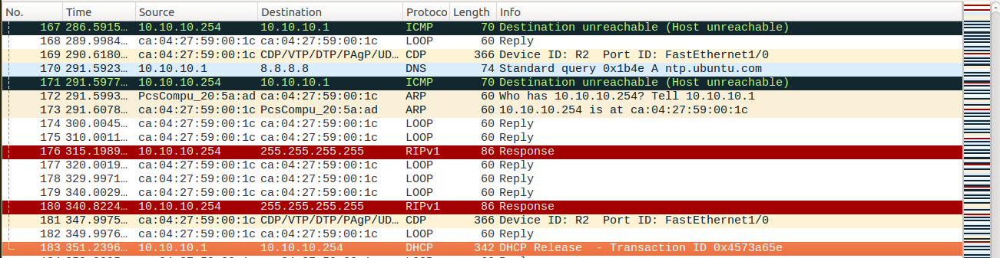 No. Time Source Destination Protoco Length Info
167 286.5915… 10.10.10.254 10.10.10.1 ICMP 70 Destination unreachable (Host unreachable)
168 289.9984… ca:04:27:59:00:1c ca:04:27:59:00:1c LOOP 60 Reply
169 290.6180… ca:04:27:59:00:1c CDP/VTP/DTP/PAgP/UD… CDP 366 Device ID: R2 Port ID: FastEthernet1/0
170 291.5923… 10.10.10.1 8.8.8.8 DNS 74 Standard query 0x1b4e A ntp.ubuntu.com
171 291.5977… 10.10.10.254 10.10.10.1 ICMP 70 Destination unreachable (Host unreachable)
172 291.5993… PcsCompu_20:5a:ad ca:04:27:59:00:1c ARP 60 Who has 10.10.10.254? Tell 10.10.10.1
173 291.6078… ca:04:27:59:00:1c PcsCompu_20:5a:ad ARP 60 10.10.10.254 is at ca:04:27:59:00:1c
174 300.0045… ca:04:27:59:00:1c ca:04:27:59:00:1c LOOP 60 Reply
175 310.0011… ca:04:27:59:00:1c ca:04:27:59:00:1c LOOP 60 Reply
176 315.1989… 10.10.10.254 255.255.255.255 RIPv1 86 Response
177 320.0019… ca:04:27:59:00:1c ca:04:27:59:00:1c LOOP 60 Reply
178 329.9971… ca:04:27:59:00:1c ca:04:27:59:00:1c LOOP 60 Reply
179 340.0029… ca:04:27:59:00:1c ca:04:27:59:00:1c LOOP 60 Reply
180 340.8224… 10.10.10.254 255.255.255.255 RIPv1 86 Response
181 347.9975… ca:04:27:59:00:1c CDP/VTP/DTP/PAgP/UD… CDP 366 Device ID: R2 Port ID: FastEthernet1/0
182 349.9976… ca:04:27:59:00:1c ca:04:27:59:00:1c LOOP 60 Reply
183 351.2396… 10.10.10.1 10.10.10.254 DHCP 342 DHCP Release - Transaction ID 0x4573a65e